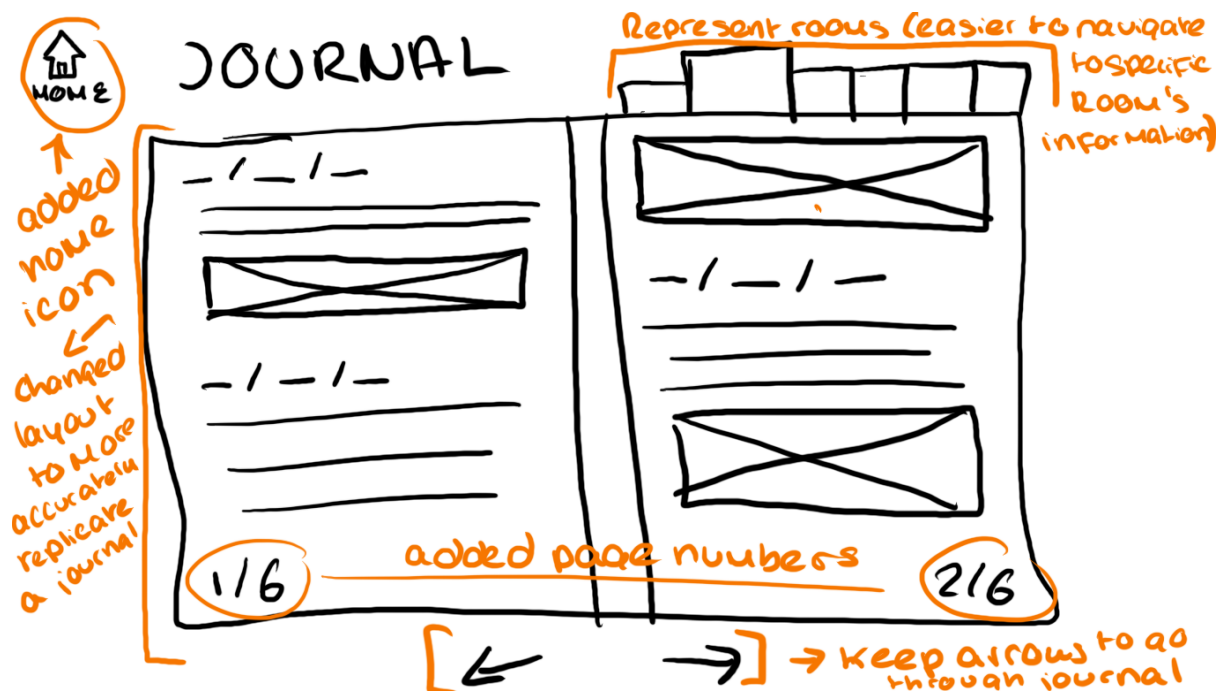 Represent rooms (easier to navigate
to specific
Room's
information)
HOME
JOURNAL
added
home
icon
changed
layout
to more
accurately
replicate
a journal
_/_/_
_/_/_
_/_/_
added page numbers
1/6
2/6
[← →] → Keep arrows to go
through journal